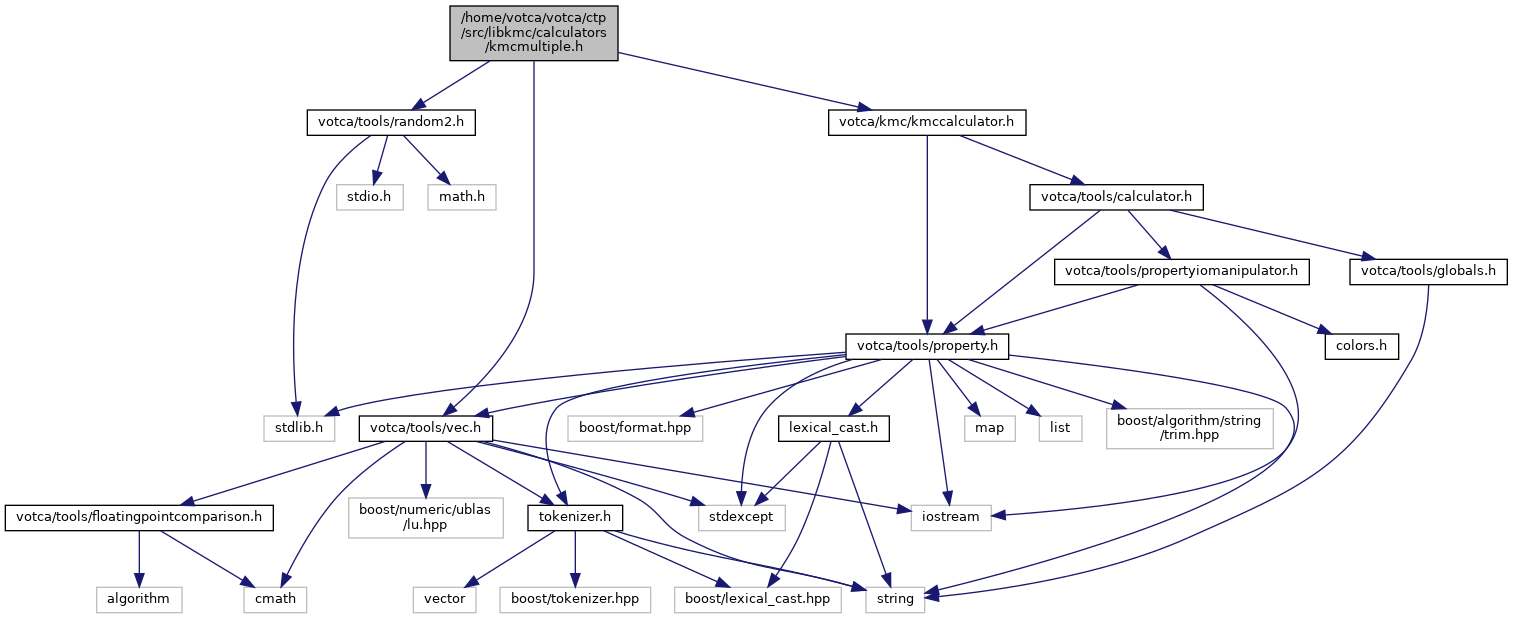 /home/votca/votca/ctp
/src/libkmc/calculators
/kmcmultiple.h
votca/tools/random2.h
votca/kmc/kmccalculator.h
stdio.h
math.h
votca/tools/calculator.h
votca/tools/propertyiomanipulator.h
votca/tools/globals.h
votca/tools/property.h
colors.h
stdlib.h
votca/tools/vec.h
boost/format.hpp
lexical_cast.h
map
list
boost/algorithm/string
/trim.hpp
votca/tools/floatingpointcomparison.h
boost/numeric/ublas
/lu.hpp
tokenizer.h
stdexcept
iostream
algorithm
cmath
vector
boost/tokenizer.hpp
boost/lexical_cast.hpp
string